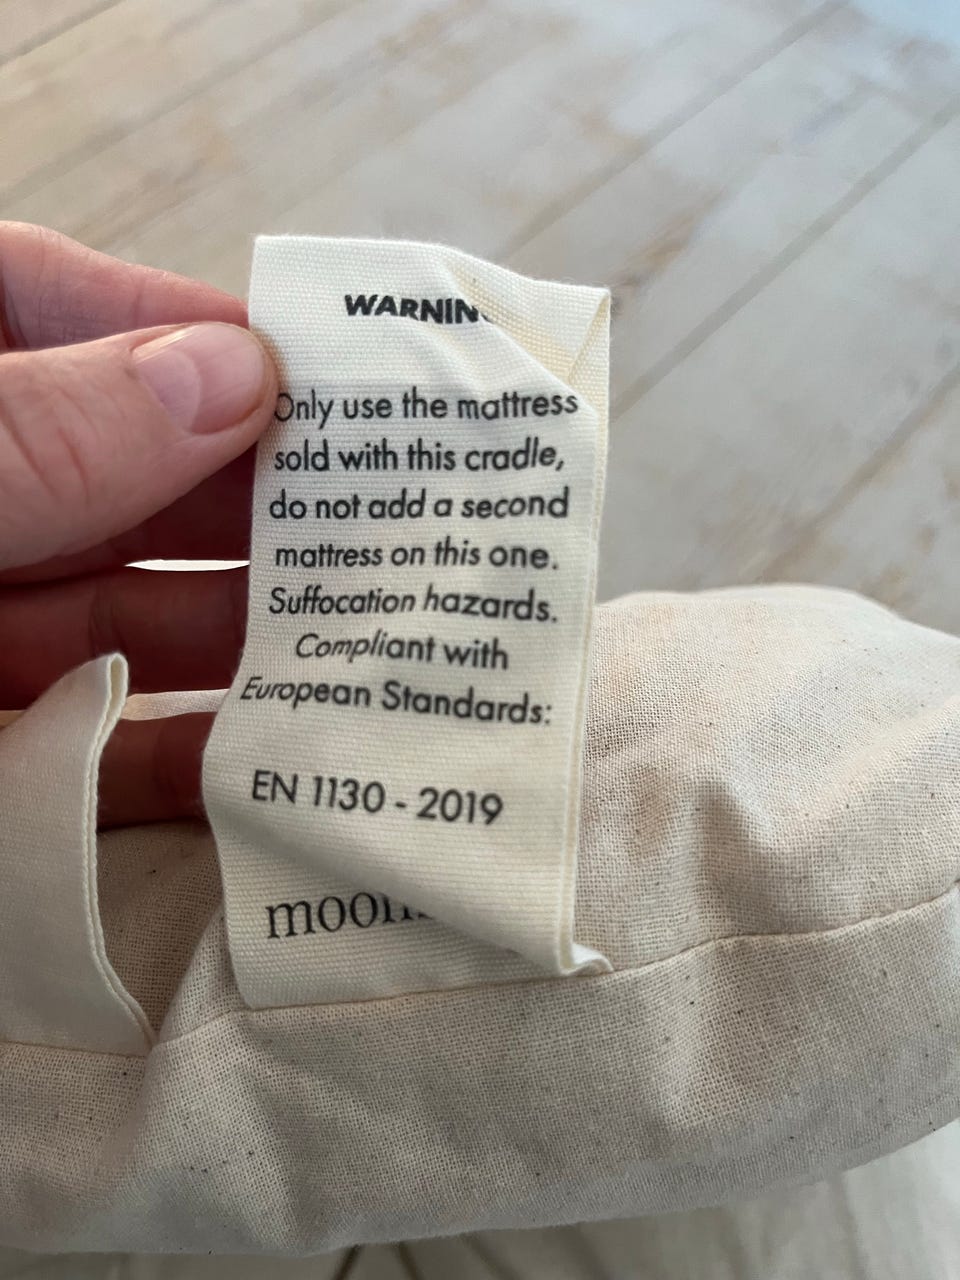 Only use the mattress
sold with this cradle,
do not add a second
mattress on this one.
Suffocation hazards.
Compliant with
European Standards:
EN 1130 - 2019